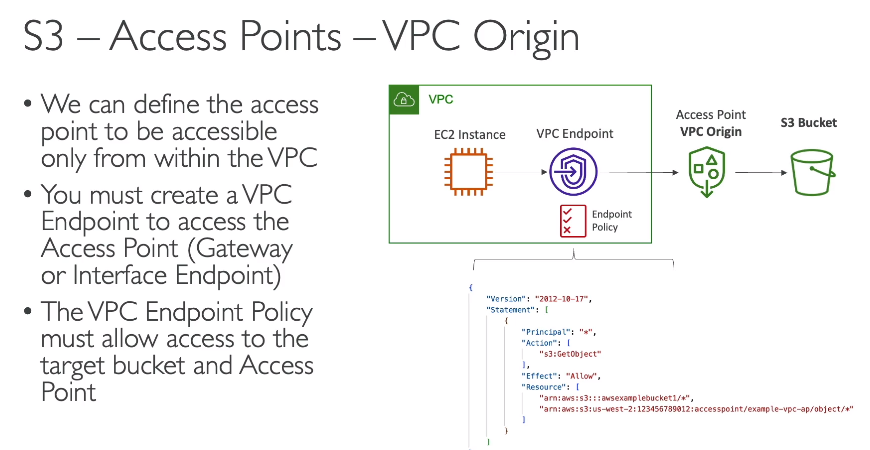 S3 – Access Points – VPC Origin
• We can define the access
point to be accessible
only from within the VPC
• You must create a VPC
Endpoint to access the
Access Point (Gateway
or Interface Endpoint)
• The VPC Endpoint Policy
must allow access to the
target bucket and Access
Point
VPC
EC2 Instance
VPC Endpoint
Endpoint
Policy
Access Point
VPC Origin
S3 Bucket
{
"Version": "2012-10-17",
"Statement": [
{
"Principal": "*",
"Action": [
"s3:GetObject"
],
"Effect": "Allow",
"Resource": [
"arn:aws:s3:::awsexamplebucket1/*",
"arn:aws:s3:us-west-2:123456789012:accesspoint/example-vpc-ap/object/*"
]
}
]